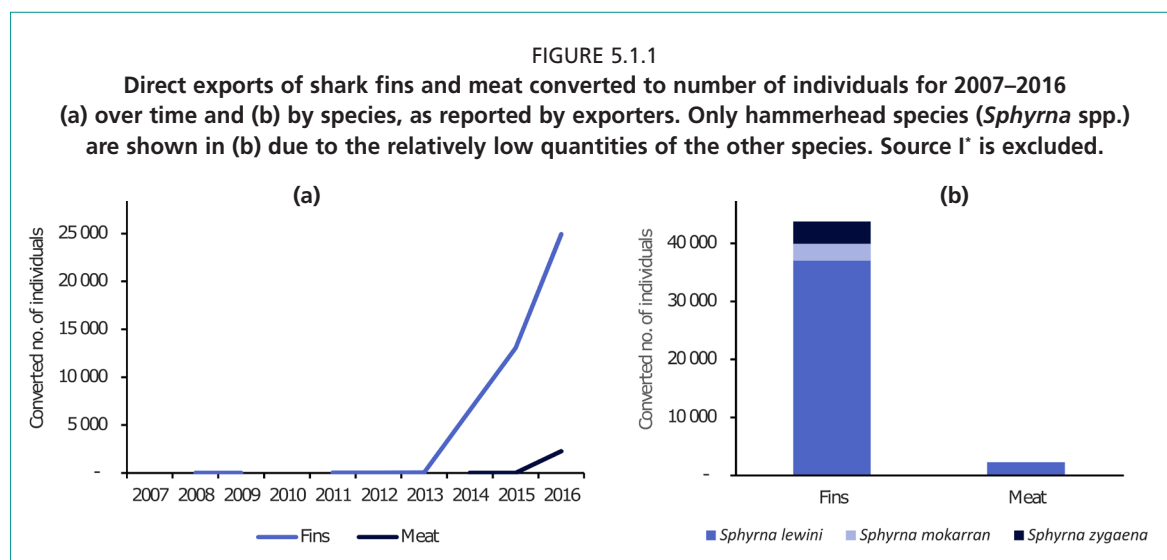 FIGURE 5.1.1
Direct exports of shark fins and meat converted to number of individuals for 2007–2016
(a) over time and (b) by species, as reported by exporters. Only hammerhead species (Sphyrna spp.)
are shown in (b) due to the relatively low quantities of the other species. Source I* is excluded.
(a)
Converted no. of individuals
25 000
20 000
15 000
10 000
5 000
-
2007 2008 2009 2010 2011 2012 2013 2014 2015 2016
Fins Meat
(b)
Converted no. of individuals
40 000
30 000
20 000
10 000
-
Fins Meat
Sphyrna lewini Sphyrna mokarran Sphyrna zygaena